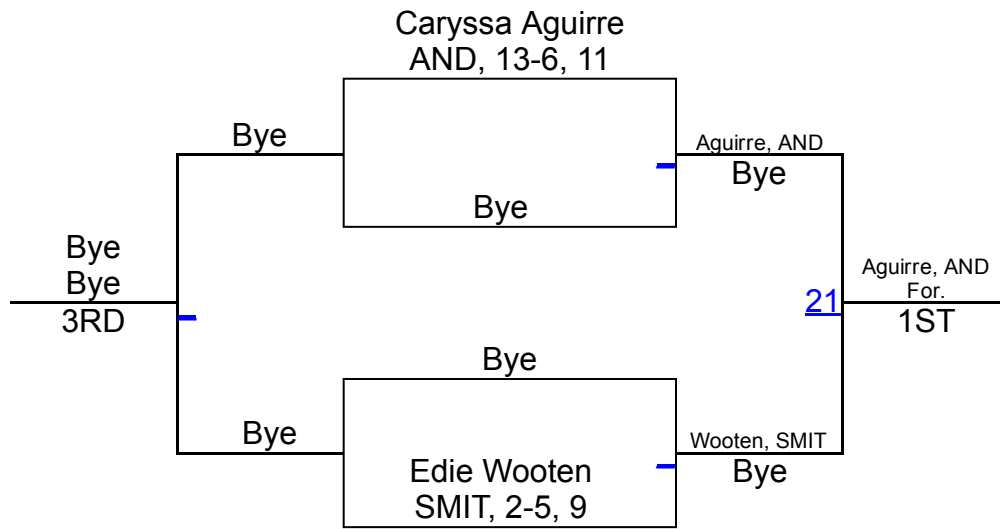 Caryssa Aguirre
AND, 13-6, 11
Bye
Aguirre, AND
Bye
Bye
Bye
Bye
3RD
Aguirre, AND
For.
21
1ST
Bye
Bye
Wooten, SMIT
Bye
Edie Wooten
SMIT, 2-5, 9